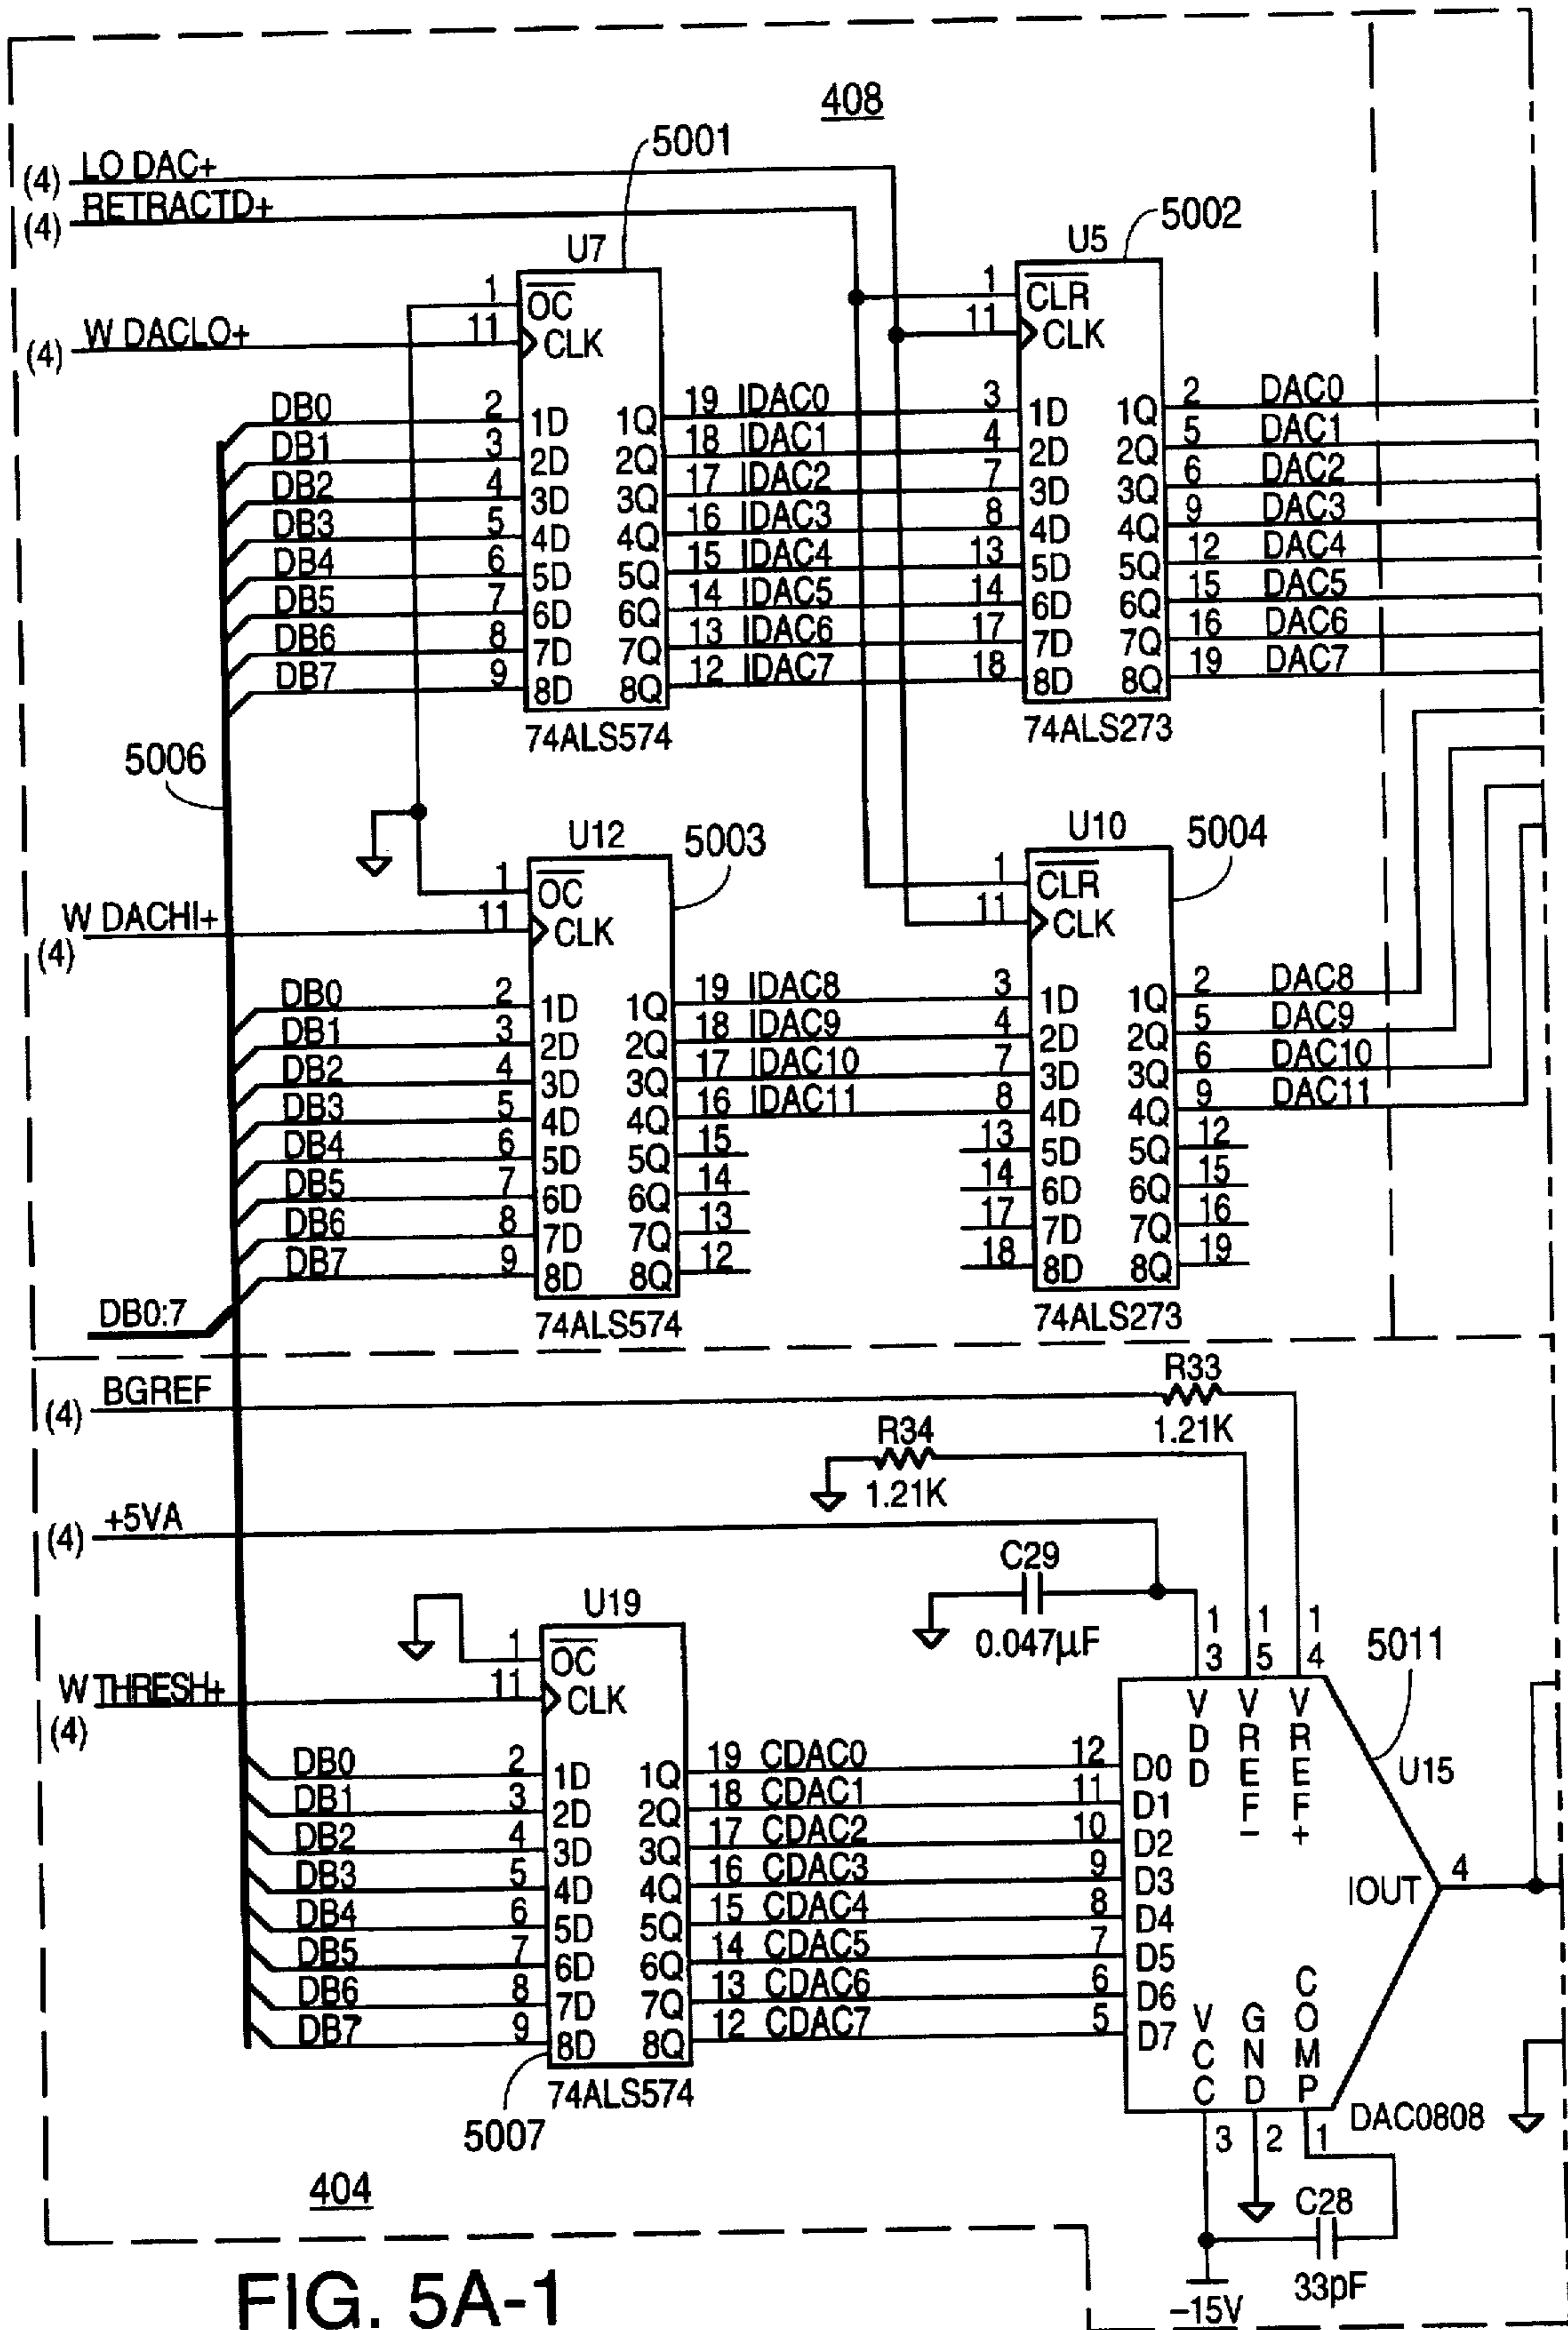 408
5001
(4) LO DAC+
(4) RETRACTD+
5002
U7
U5
1 OC
11 CLK
(4) W DACLO+
1 CLR
11 CLK
DB0 2 1D 1Q 19 IDAC0 3 1D 1Q 2 DAC0
DB1 3 2D 2Q 18 IDAC1 4 2D 2Q 5 DAC1
DB2 4 3D 3Q 17 IDAC2 7 3D 3Q 6 DAC2
DB3 5 4D 4Q 16 IDAC3 8 4D 4Q 9 DAC3
DB4 6 5D 5Q 15 IDAC4 13 5D 5Q 12 DAC4
DB5 7 6D 6Q 14 IDAC5 14 6D 6Q 15 DAC5
DB6 8 7D 7Q 13 IDAC6 17 7D 7Q 16 DAC6
DB7 9 8D 8Q 12 IDAC7 18 8D 8Q 19 DAC7
74ALS574
74ALS273
5006
U12
5003
U10
5004
1 OC
11 CLK
(4) W DACHI+
1 CLR
11 CLK
DB0 2 1D 1Q 19 IDAC8 3 1D 1Q 2 DAC8
DB1 3 2D 2Q 18 IDAC9 4 2D 2Q 5 DAC9
DB2 4 3D 3Q 17 IDAC10 7 3D 3Q 6 DAC10
DB3 5 4D 4Q 16 IDAC11 8 4D 4Q 9 DAC11
DB4 6 5D 5Q 15 13 5D 5Q 12
DB5 7 6D 6Q 14 14 6D 6Q 15
DB6 8 7D 7Q 13 17 7D 7Q 16
DB7 9 8D 8Q 12 18 8D 8Q 19
DB0:7
74ALS574
74ALS273
(4) BGREF
R33
1.21K
R34
1.21K
(4) +5VA
C29
0.047µF
U19
1 OC
11 CLK
W THRESH+
(4)
13 15 14
5011
VDD VREF- VREF+
U15
DB0 2 1D 1Q 19 CDAC0 12 D0
DB1 3 2D 2Q 18 CDAC1 11 D1
DB2 4 3D 3Q 17 CDAC2 10 D2
DB3 5 4D 4Q 16 CDAC3 9 D3
DB4 6 5D 5Q 15 CDAC4 8 D4
DB5 7 6D 6Q 14 CDAC5 7 D5
DB6 8 7D 7Q 13 CDAC6 6 D6
DB7 9 8D 8Q 12 CDAC7 5 D7
IOUT 4
VCC GND COMP
74ALS574
5007
DAC0808
3 2 1
404
C28
33pF
–15V
FIG. 5A-1